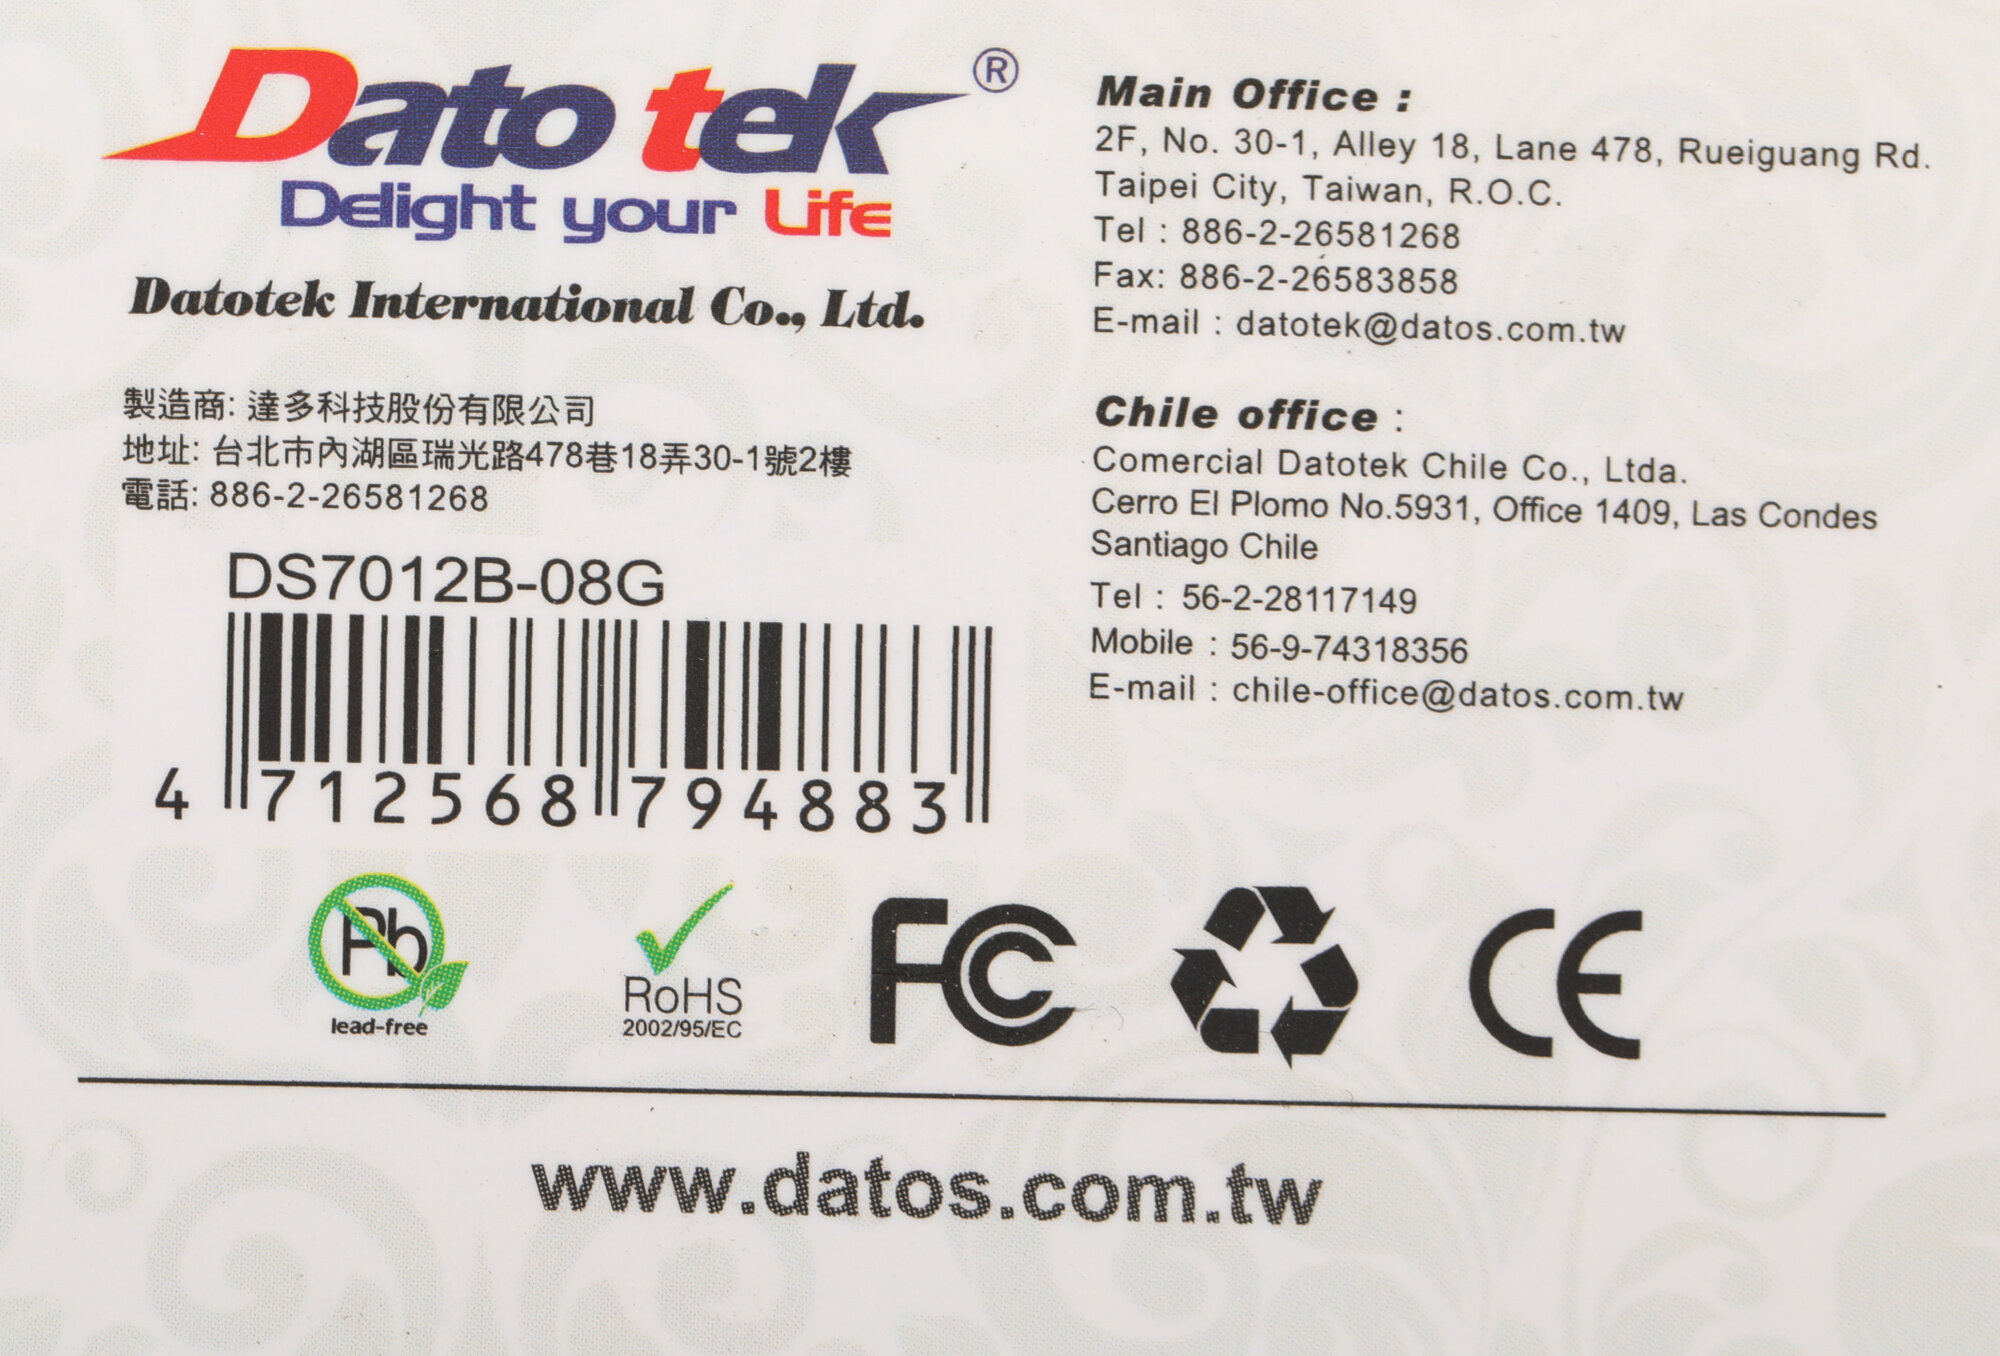 Datotek®
Delight your Life
Datotek International Co., Ltd.
製造商: 達多科技股份有限公司
地址: 台北市內湖區瑞光路478巷18弄30-1號2樓
電話: 886-2-26581268
DS7012B-08G
4 712568 794883
Main Office :
2F, No. 30-1, Alley 18, Lane 478, Rueiguang Rd.
Taipei City, Taiwan, R.O.C.
Tel : 886-2-26581268
Fax: 886-2-26583858
E-mail : datotek@datos.com.tw
Chile office :
Comercial Datotek Chile Co., Ltda.
Cerro El Plomo No.5931, Office 1409, Las Condes
Santiago Chile
Tel : 56-2-28117149
Mobile : 56-9-74318356
E-mail : chile-office@datos.com.tw
Pb
lead-free
RoHS
2002/95/EC
FC
CE
www.datos.com.tw